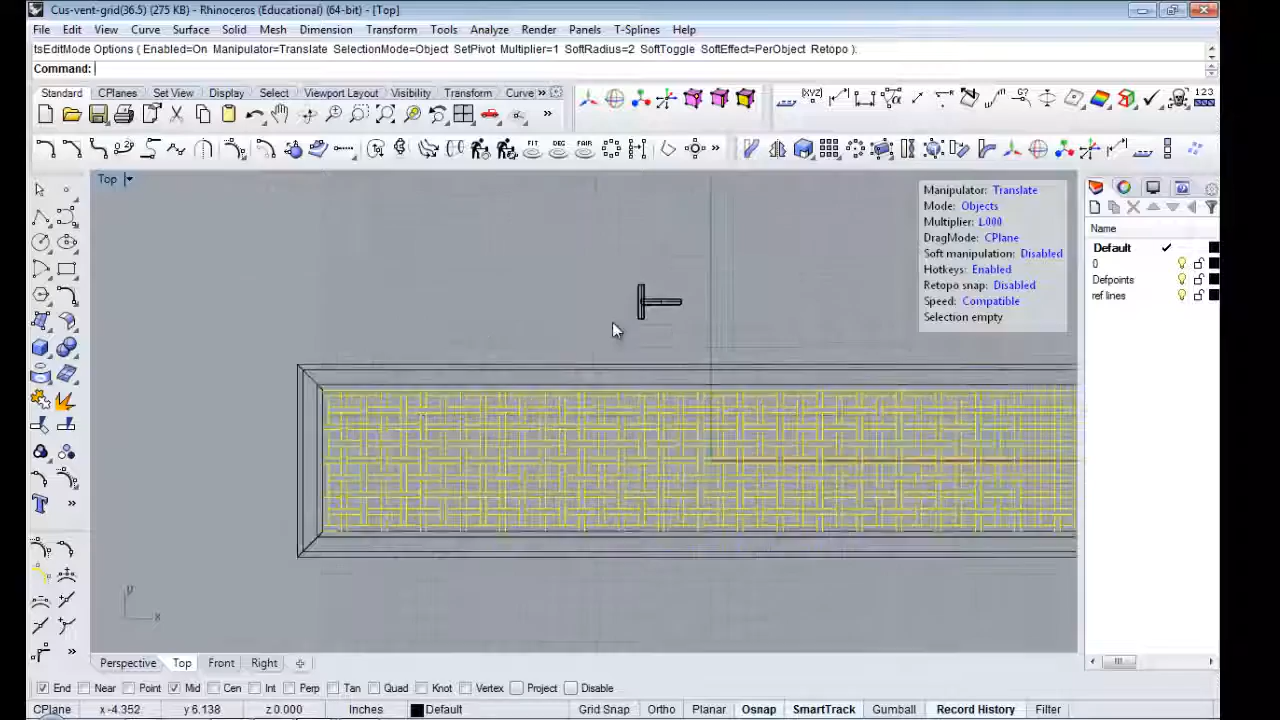 Cus-vent-grid(36.5) (275 KB) - Rhinoceros (Educational) (64-bit) - [Top]
File Edit View Curve Surface Solid Mesh Dimension Transform Tools Analyze Render Panels T-Splines Help
tsEditMode Options ( Enabled=On Manipulator=Translate SelectionMode=Object SetPivot Multiplier=1 SoftRadius=2 SoftToggle SoftEffect=PerObject Retopo ):
Command:
Standard CPlanes Set View Display Select Viewport Layout Visibility Transform Curve »
Top
Manipulator: Translate
Mode: Objects
Multiplier: 1.000
DragMode: CPlane
Soft manipulation: Disabled
Hotkeys: Enabled
Retopo snap: Disabled
Speed: Compatible
Selection empty
Name
Default
0
Defpoints
ref lines
y
x
Perspective Top Front Right
End Near Point Mid Cen Int Perp Tan Quad Knot Vertex Project Disable
CPlane x -4.352 y 6.138 z 0.000 Inches Default Grid Snap Ortho Planar Osnap SmartTrack Gumball Record History Filter